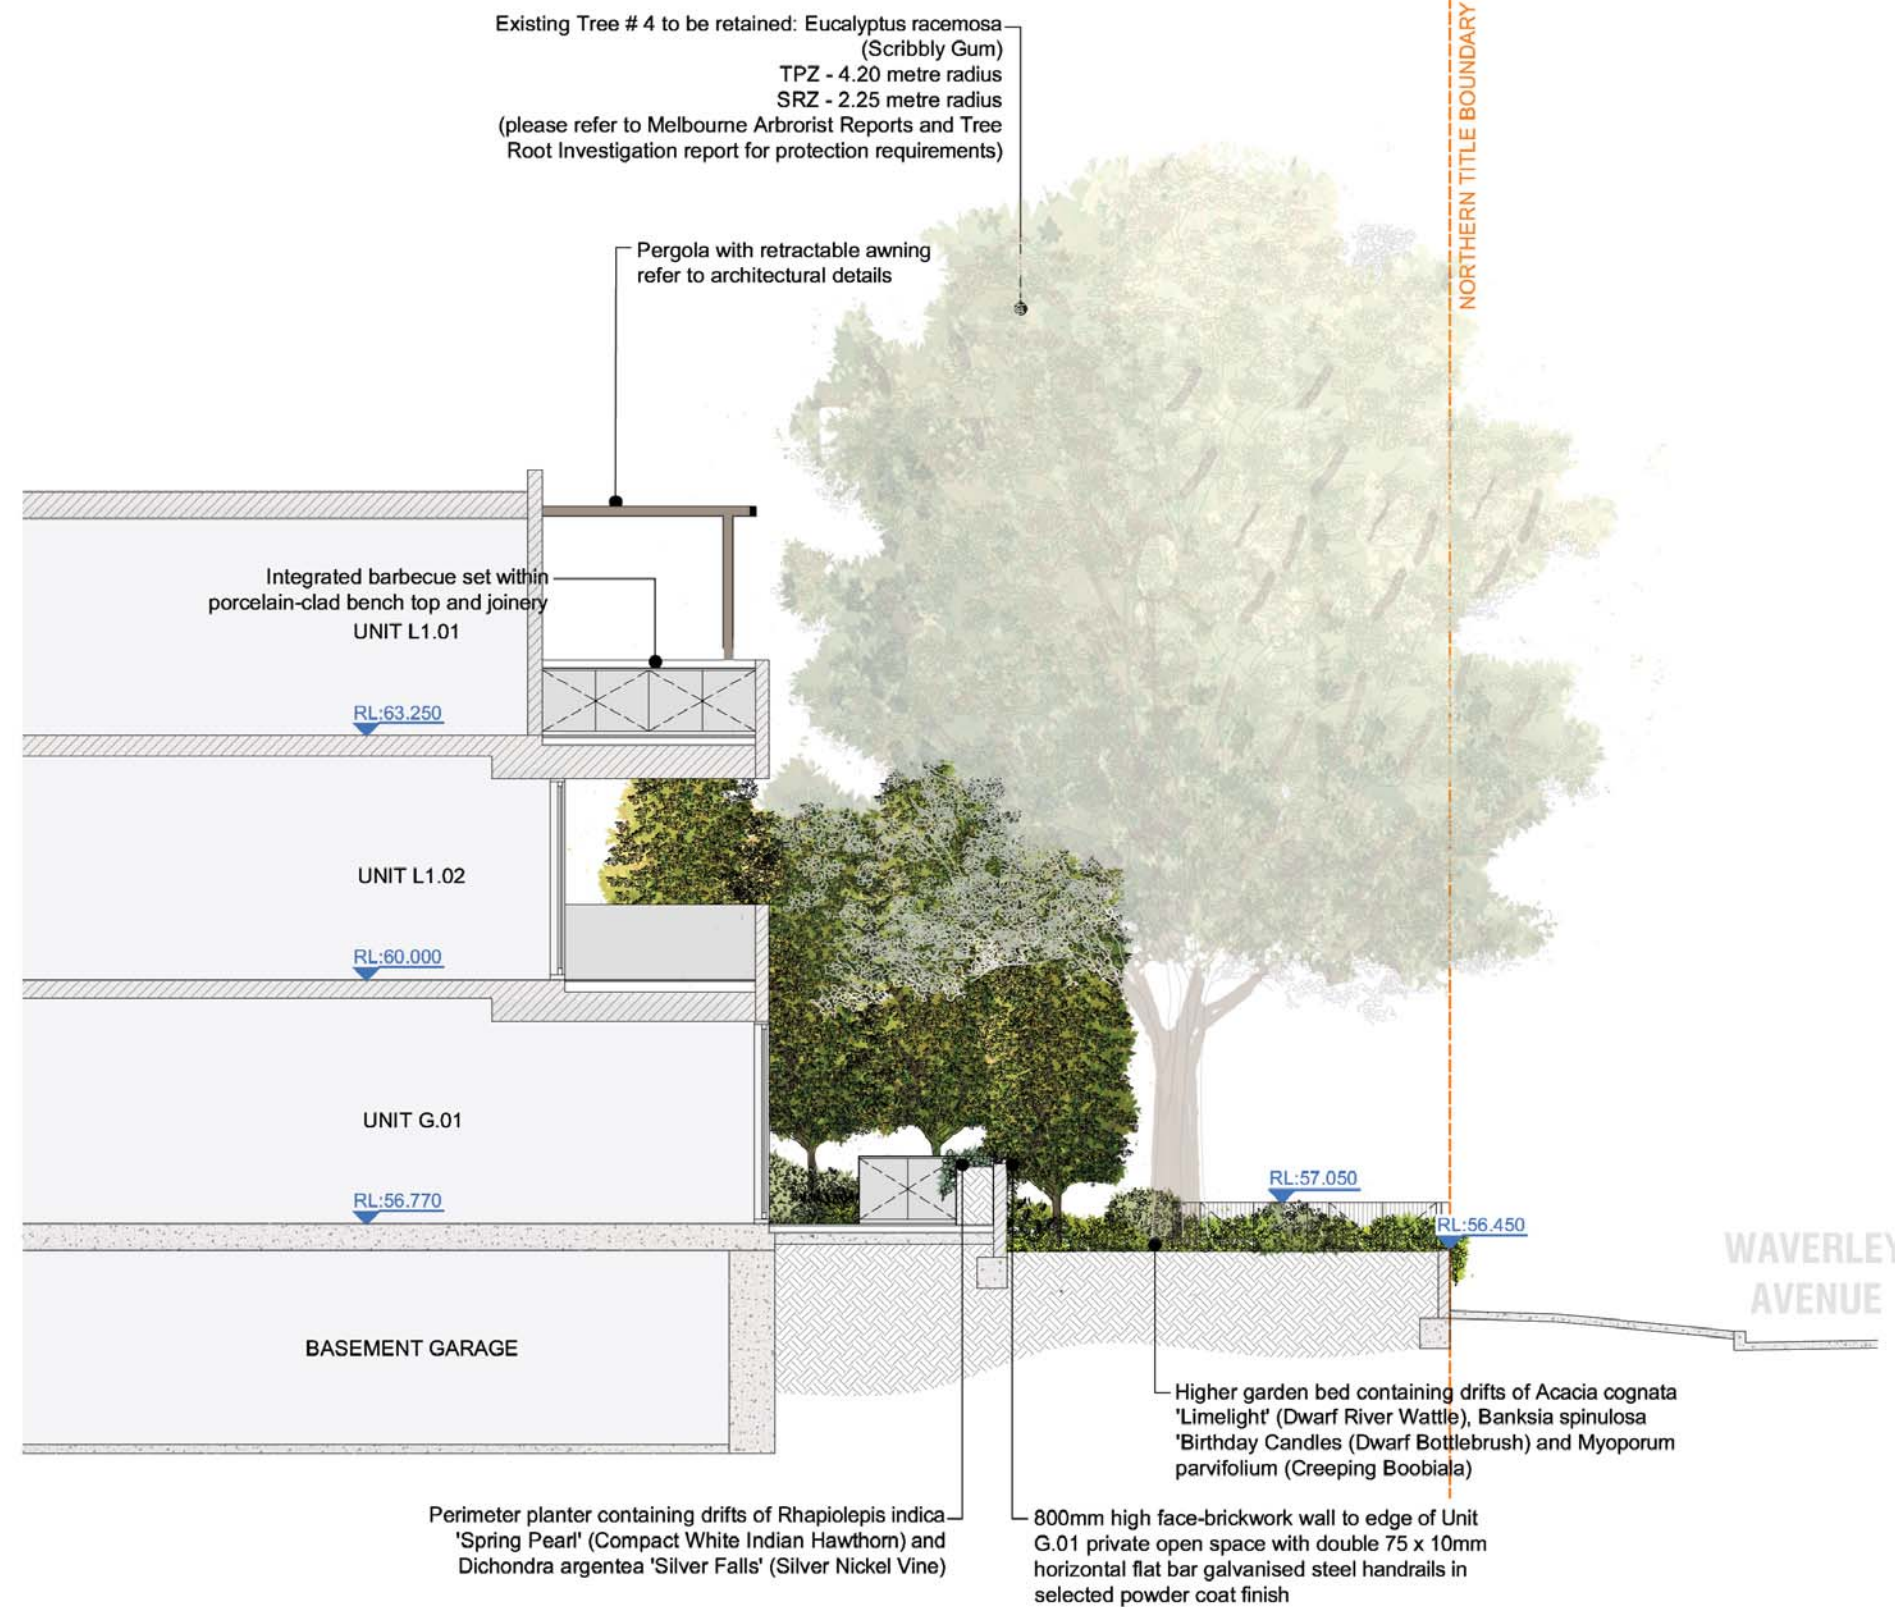 Existing Tree # 4 to be retained: Eucalyptus racemosa
(Scribbly Gum)
TPZ - 4.20 metre radius
SRZ - 2.25 metre radius
(please refer to Melbourne Arbrorist Reports and Tree
Root Investigation report for protection requirements)
NORTHERN TITLE BOUNDARY
Pergola with retractable awning
refer to architectural details
Integrated barbecue set within
porcelain-clad bench top and joinery
UNIT L1.01
RL:63.250
UNIT L1.02
RL:60.000
UNIT G.01
RL:56.770
RL:57.050
RL:56.450
WAVERLEY
AVENUE
BASEMENT GARAGE
Higher garden bed containing drifts of Acacia cognata
'Limelight' (Dwarf River Wattle), Banksia spinulosa
'Birthday Candles (Dwarf Bottlebrush) and Myoporum
parvifolium (Creeping Boobiala)
Perimeter planter containing drifts of Rhapiolepis indica
'Spring Pearl' (Compact White Indian Hawthorn) and
Dichondra argentea 'Silver Falls' (Silver Nickel Vine)
800mm high face-brickwork wall to edge of Unit
G.01 private open space with double 75 x 10mm
horizontal flat bar galvanised steel handrails in
selected powder coat finish